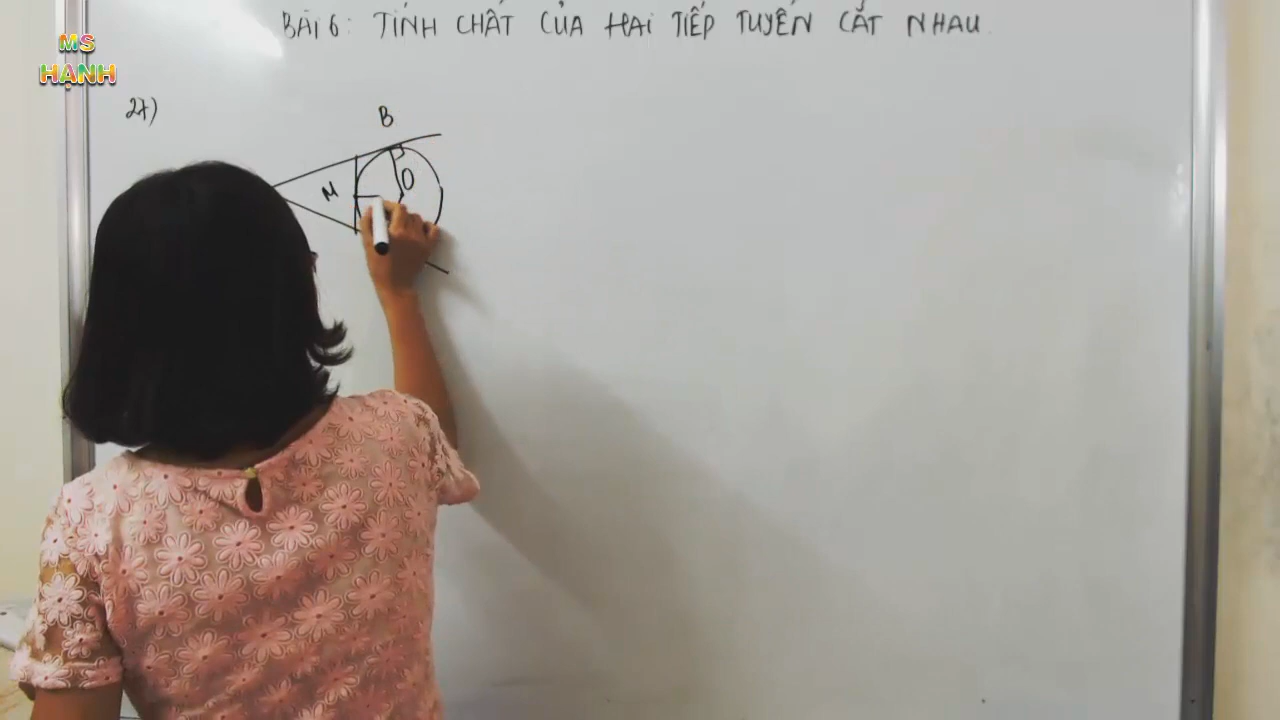 MS
HẠNH
BÀI 6: TÍNH CHẤT CỦA HAI TIẾP TUYẾN CẮT NHAU
27)
B
M
O